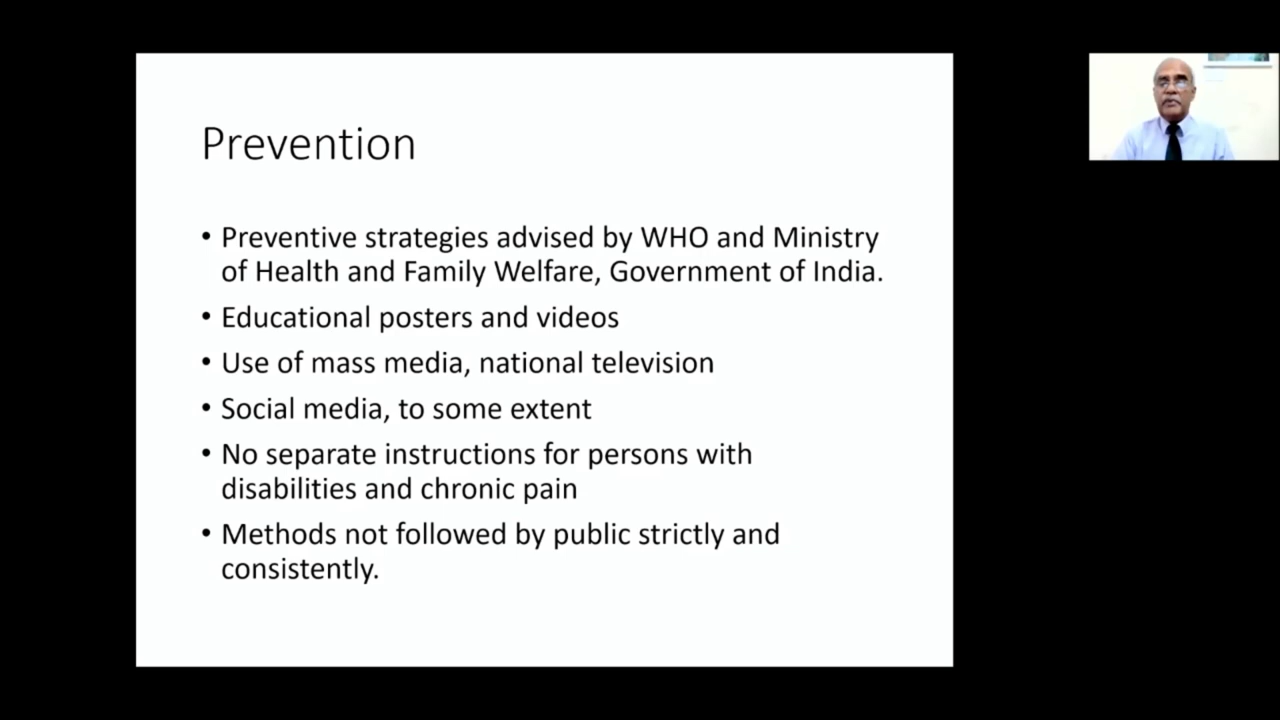 Prevention
• Preventive strategies advised by WHO and Ministry
of Health and Family Welfare, Government of India.
• Educational posters and videos
• Use of mass media, national television
• Social media, to some extent
• No separate instructions for persons with
disabilities and chronic pain
• Methods not followed by public strictly and
consistently.